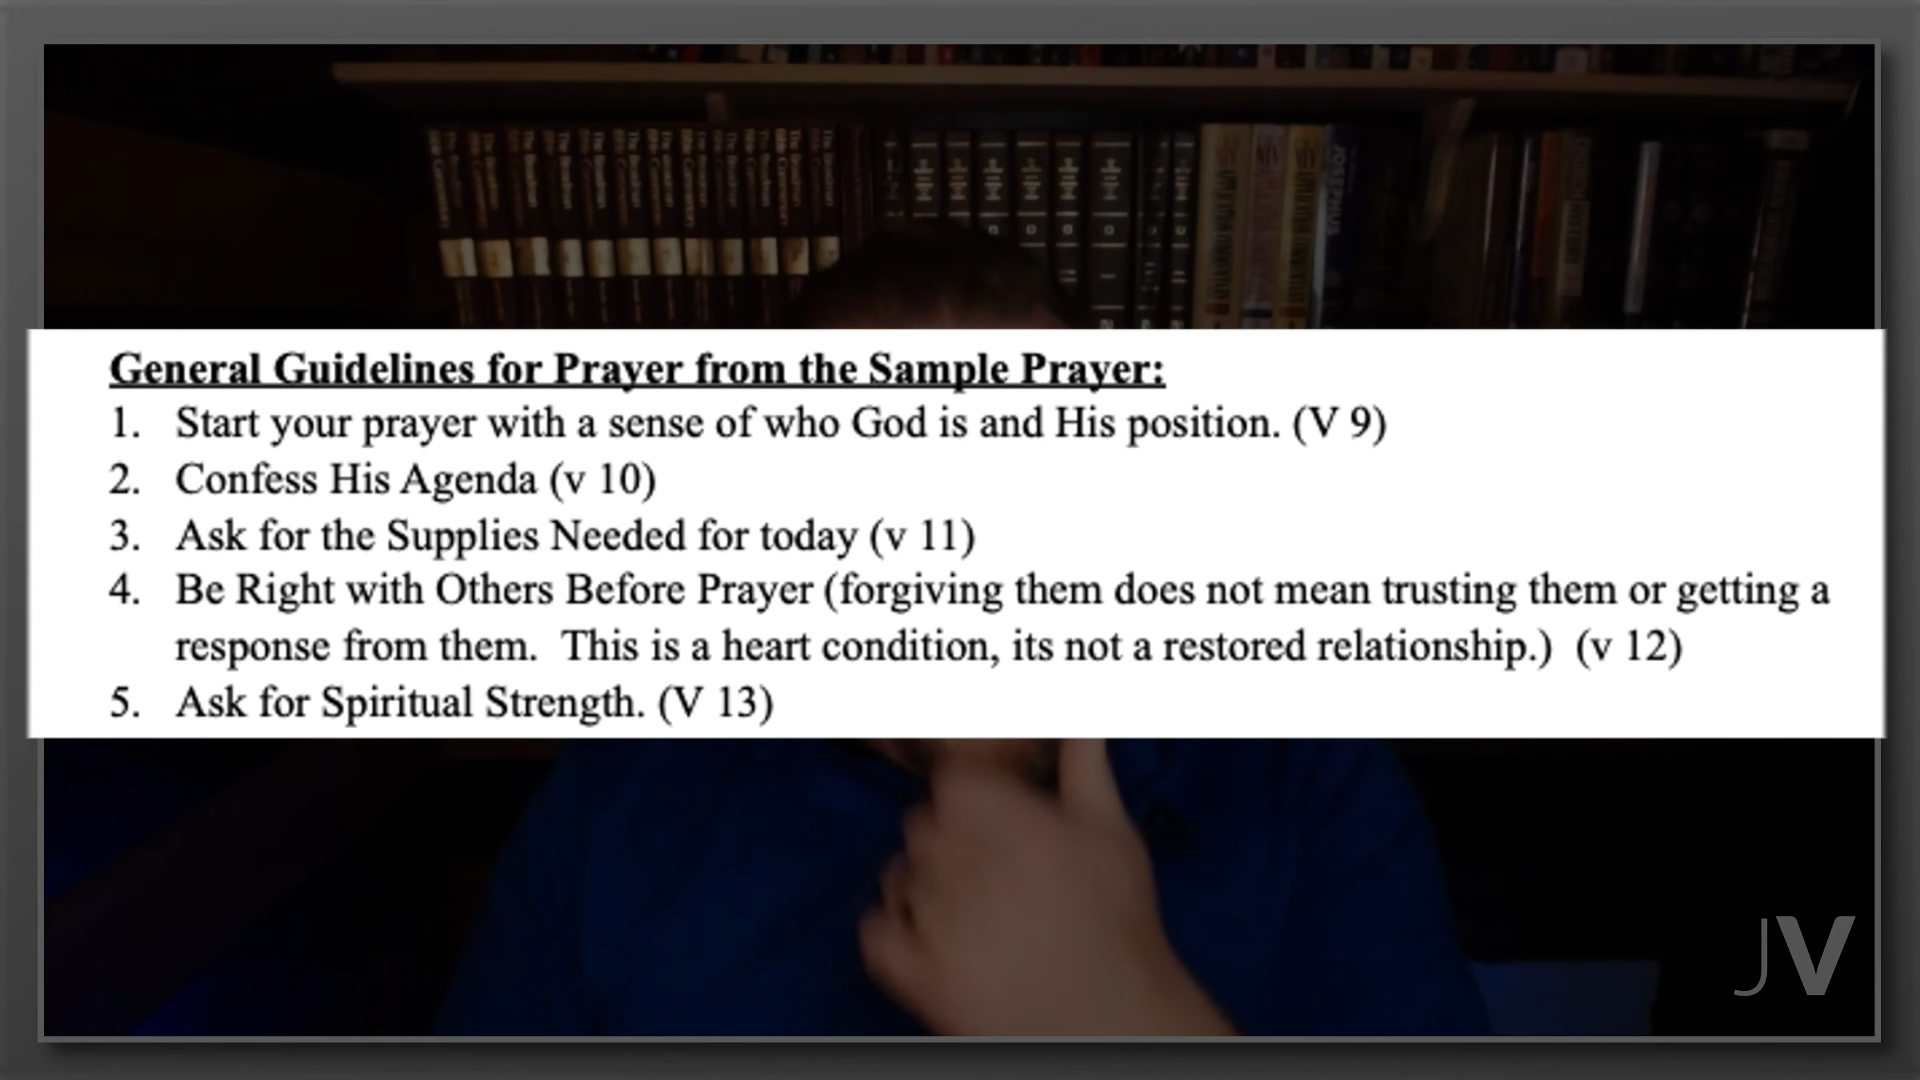 JOSEPHUS
General Guidelines for Prayer from the Sample Prayer:
1. Start your prayer with a sense of who God is and His position. (V 9)
2. Confess His Agenda (v 10)
3. Ask for the Supplies Needed for today (v 11)
4. Be Right with Others Before Prayer (forgiving them does not mean trusting them or getting a
response from them. This is a heart condition, its not a restored relationship.) (v 12)
5. Ask for Spiritual Strength. (V 13)
JV